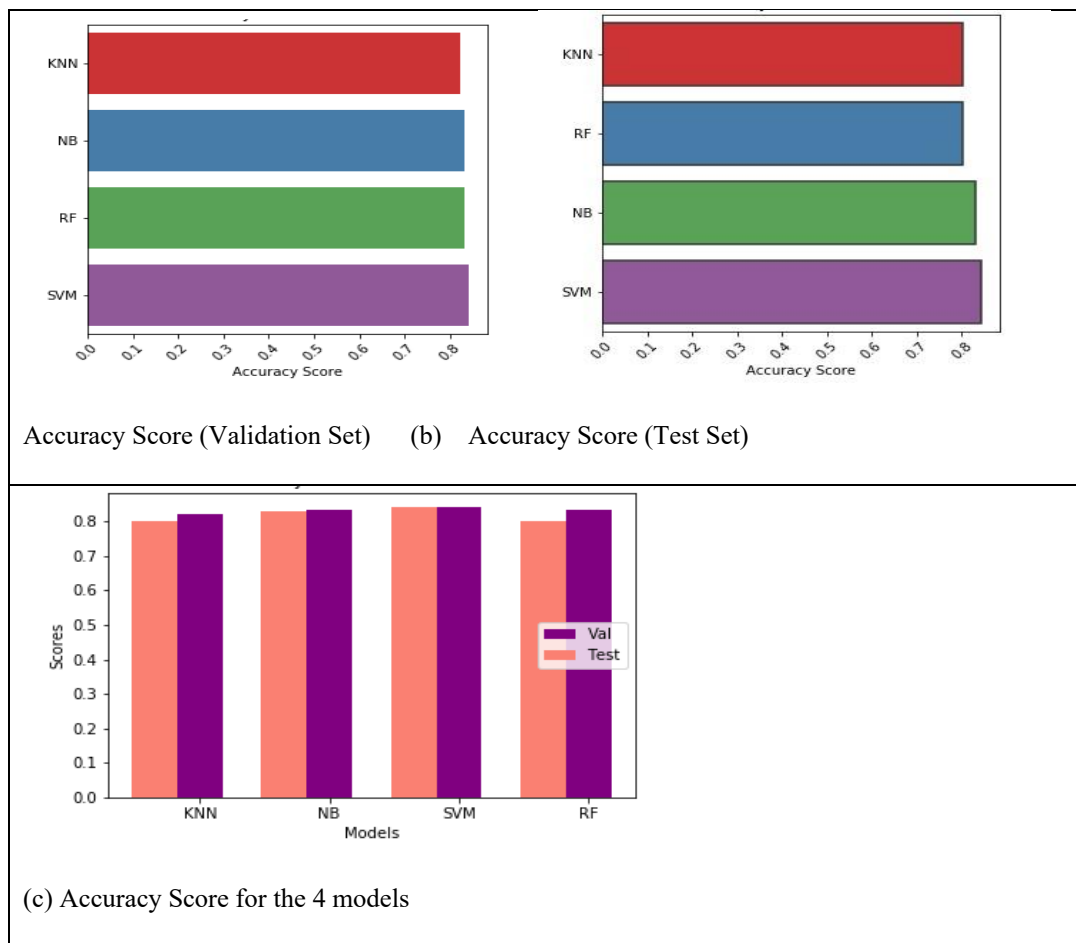 KNN
NB
RF
SVM
0.0 0.1 0.2 0.3 0.4 0.5 0.6 0.7 0.8
Accuracy Score
KNN
RF
NB
SVM
0.0 0.1 0.2 0.3 0.4 0.5 0.6 0.7 0.8
Accuracy Score
Accuracy Score (Validation Set) (b) Accuracy Score (Test Set)
0.8
0.7
0.6
0.5
0.4
0.3
0.2
0.1
0.0
Scores
Val
Test
KNN NB SVM RF
Models
(c) Accuracy Score for the 4 models